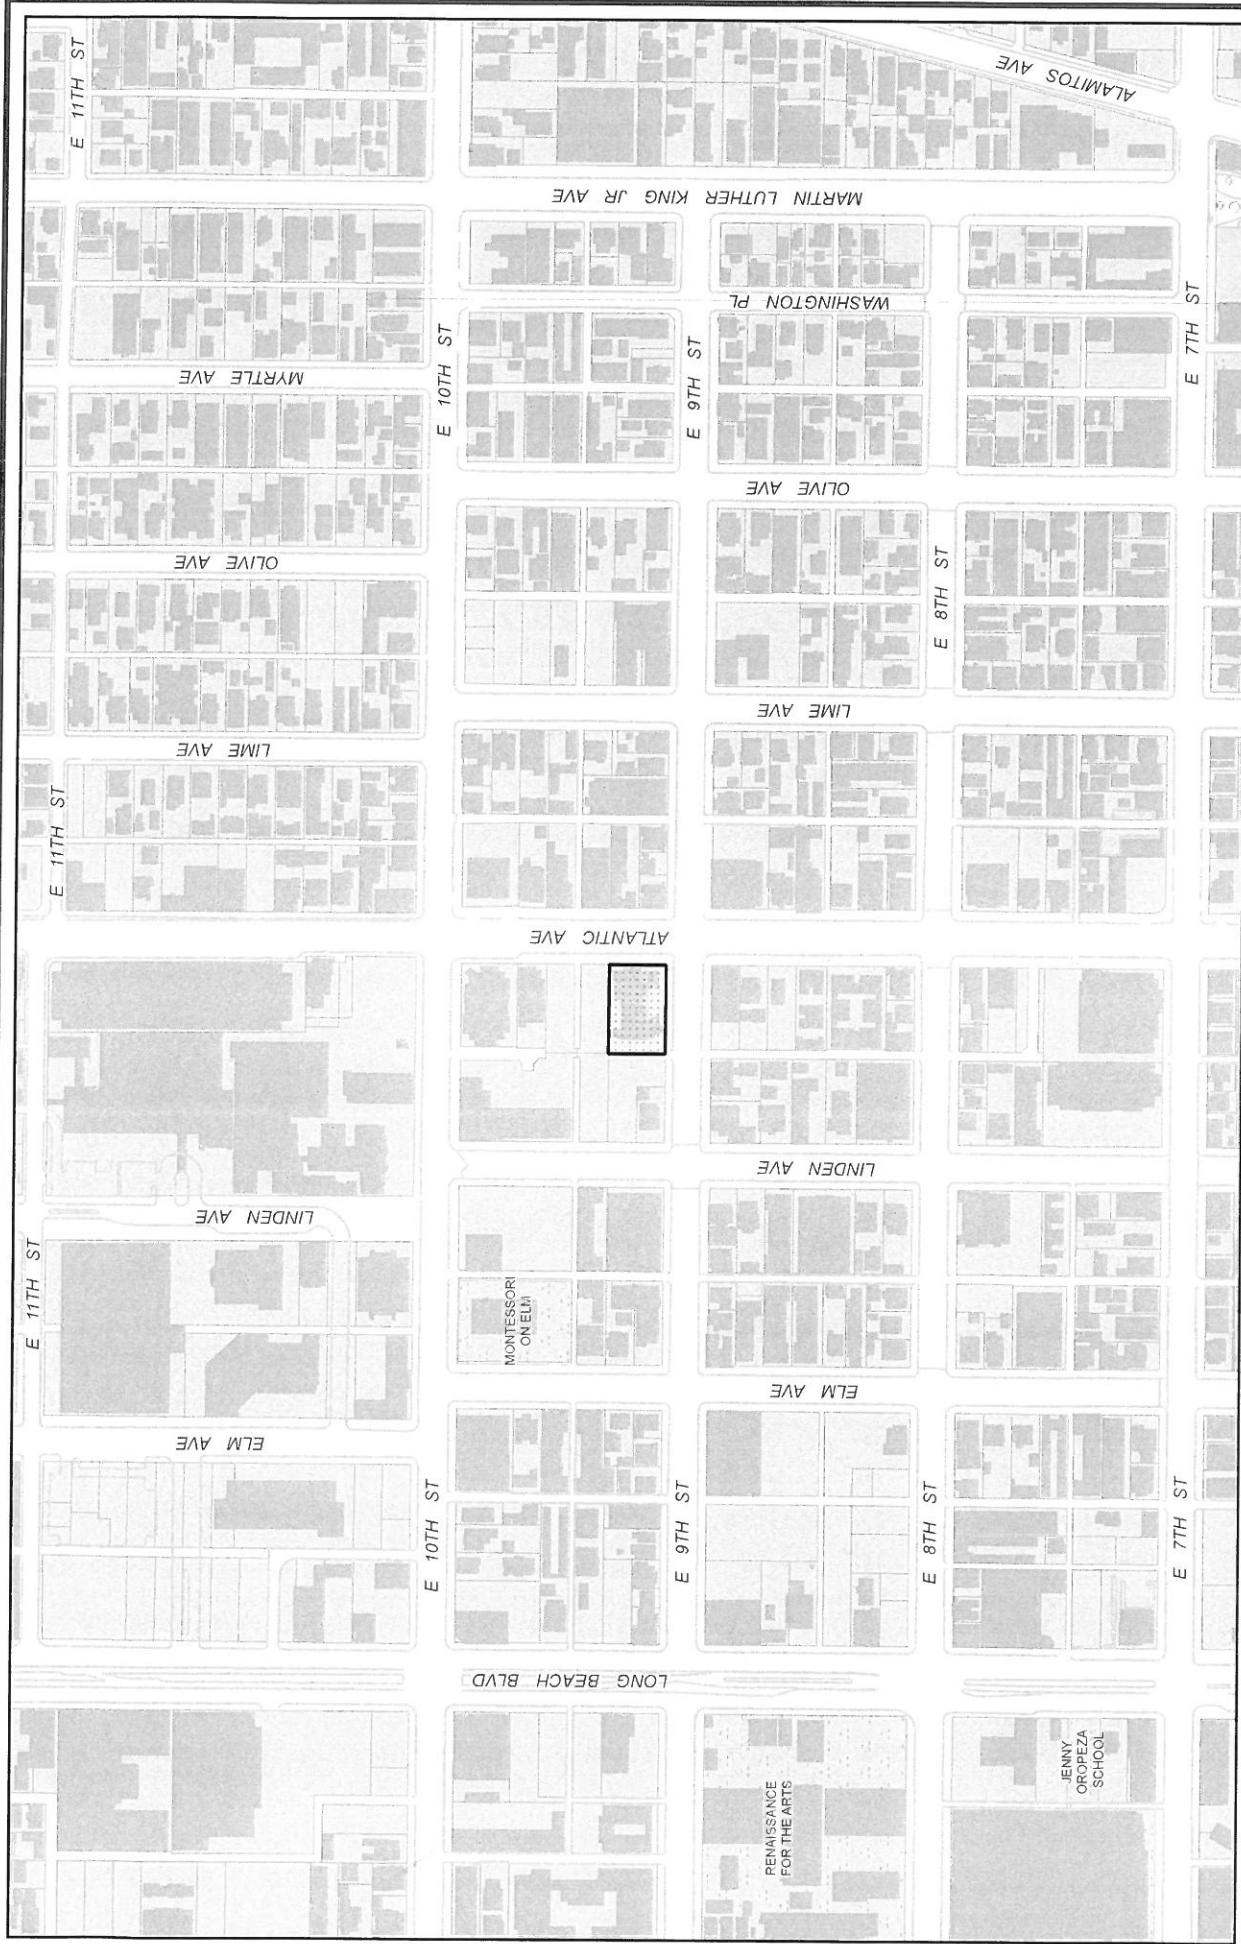 E 11TH ST
ALAMITOS AVE
MARTIN LUTHER KING JR AVE
WASHINGTON PL
E 7TH ST
E 10TH ST
E 9TH ST
MYRTLE AVE
OLIVE AVE
OLIVE AVE
E 8TH ST
LIME AVE
LIME AVE
E 11TH ST
ATLANTIC AVE
LINDEN AVE
LINDEN AVE
E 11TH ST
MONTESSORI
ON ELM
ELM AVE
ELM AVE
E 10TH ST
E 9TH ST
E 8TH ST
E 7TH ST
LONG BEACH BLVD
RENAISSANCE
FOR THE ARTS
JENNY
OROPEZA
SCHOOL